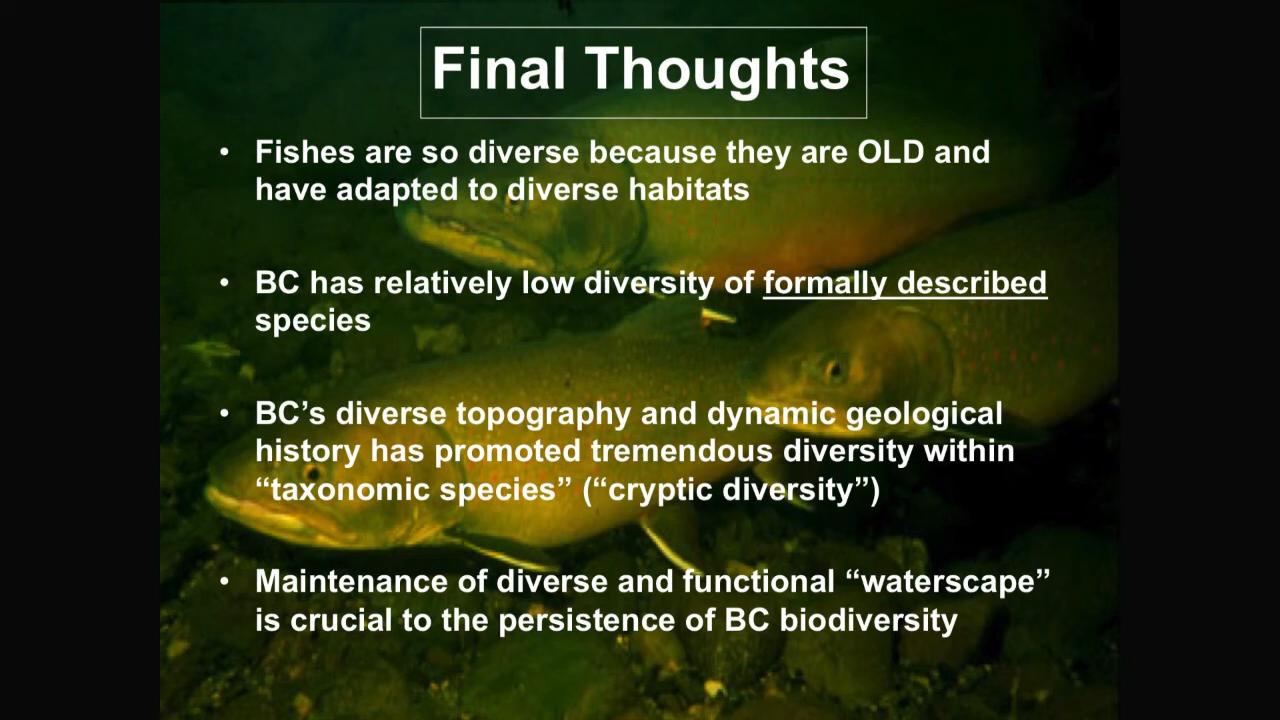 Final Thoughts
• Fishes are so diverse because they are OLD and
have adapted to diverse habitats
• BC has relatively low diversity of formally described
species
• BC’s diverse topography and dynamic geological
history has promoted tremendous diversity within
“taxonomic species” (“cryptic diversity”)
• Maintenance of diverse and functional “waterscape”
is crucial to the persistence of BC biodiversity